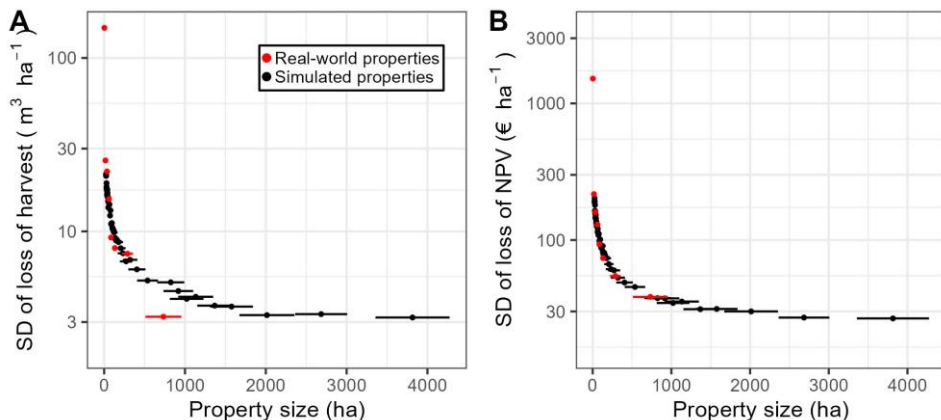 A
SD of loss of harvest ( m³ ha⁻¹ )
100
30
10
3
Real-world properties
Simulated properties
0 1000 2000 3000 4000
Property size (ha)
B
SD of loss of NPV (€ ha⁻¹)
3000
1000
300
100
30
0 1000 2000 3000 4000
Property size (ha)